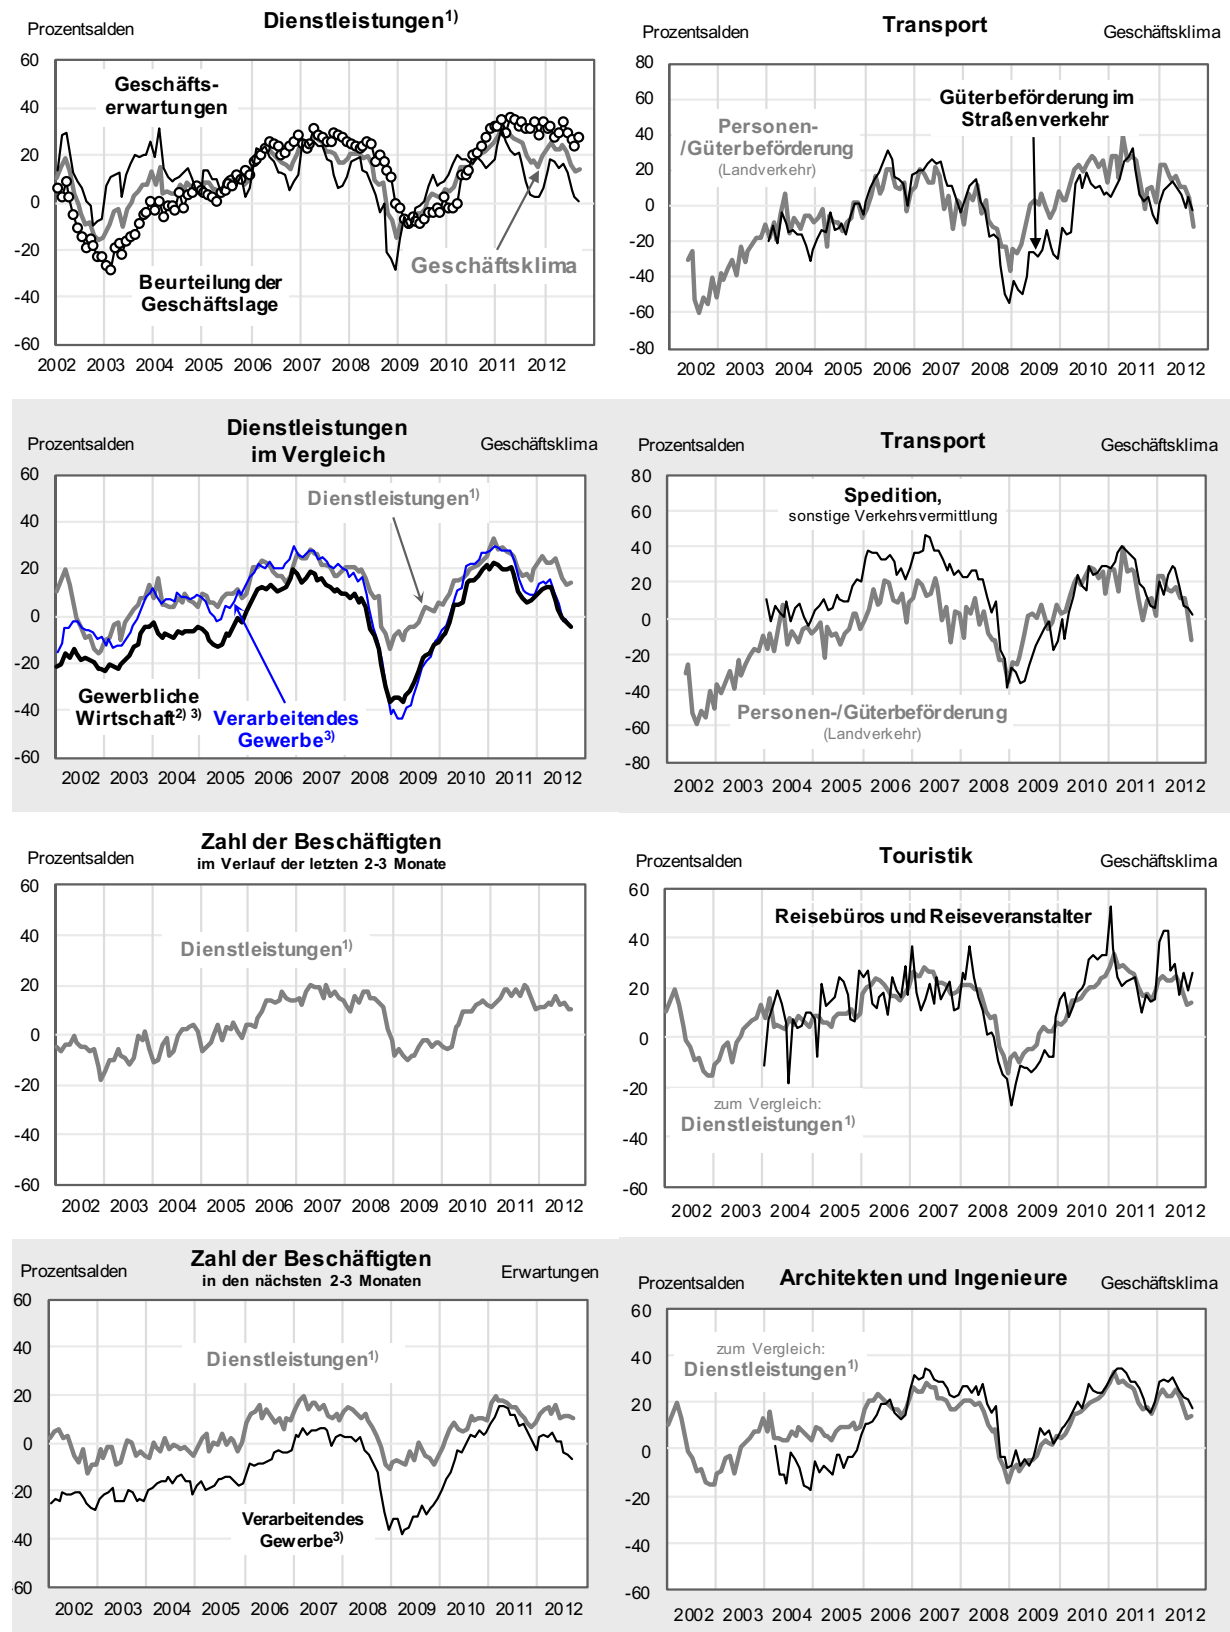 Dienstleistungen1)
Prozentsalden
60
40
20
0
-20
-40
-60
Geschäfts-
erwartungen
Beurteilung der
Geschäftslage
Geschäftsklima
2002 2003 2004 2005 2006 2007 2008 2009 2010 2011 2012
Transport
Prozentsalden
Geschäftsklima
80
60
40
20
0
-20
-40
-60
-80
Personen-
/Güterbeförderung
(Landverkehr)
Güterbeförderung im
Straßenverkehr
2002 2003 2004 2005 2006 2007 2008 2009 2010 2011 2012
Dienstleistungen
im Vergleich
Prozentsalden
Geschäftsklima
60
40
20
0
-20
-40
-60
Dienstleistungen1)
Gewerbliche
Wirtschaft2) 3)
Verarbeitendes
Gewerbe3)
2002 2003 2004 2005 2006 2007 2008 2009 2010 2011 2012
Transport
Prozentsalden
Geschäftsklima
80
60
40
20
0
-20
-40
-60
-80
Spedition,
sonstige Verkehrsvermittlung
Personen-/Güterbeförderung
(Landverkehr)
2002 2003 2004 2005 2006 2007 2008 2009 2010 2011 2012
Zahl der Beschäftigten
im Verlauf der letzten 2-3 Monate
Prozentsalden
60
40
20
0
-20
-40
-60
Dienstleistungen1)
2002 2003 2004 2005 2006 2007 2008 2009 2010 2011 2012
Touristik
Prozentsalden
Geschäftsklima
60
40
20
0
-20
-40
-60
Reisebüros und Reiseveranstalter
zum Vergleich:
Dienstleistungen1)
2002 2003 2004 2005 2006 2007 2008 2009 2010 2011 2012
Zahl der Beschäftigten
in den nächsten 2-3 Monaten
Prozentsalden
Erwartungen
60
40
20
0
-20
-40
-60
Dienstleistungen1)
Verarbeitendes
Gewerbe3)
2002 2003 2004 2005 2006 2007 2008 2009 2010 2011 2012
Architekten und Ingenieure
Prozentsalden
Geschäftsklima
60
40
20
0
-20
-40
-60
zum Vergleich:
Dienstleistungen1)
2002 2003 2004 2005 2006 2007 2008 2009 2010 2011 2012